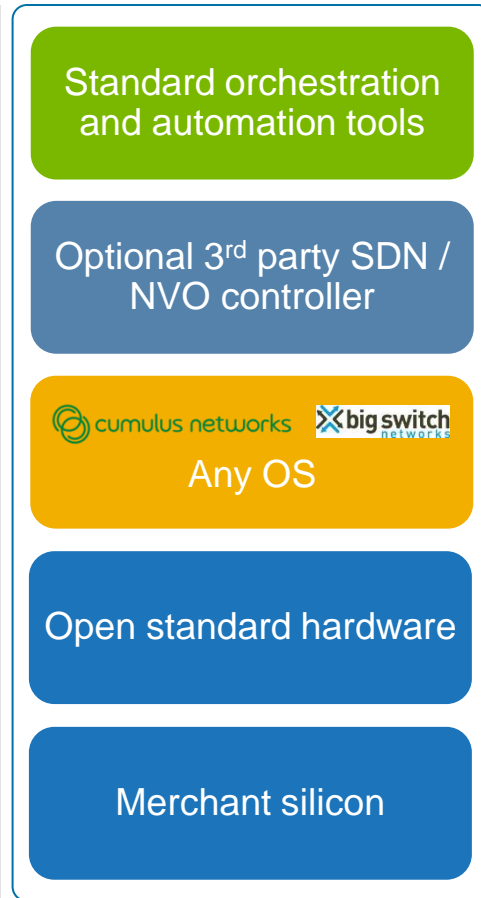 Standard orchestration
and automation tools
Optional 3rd party SDN /
NVO controller
cumulus networks big switch
networks
Any OS
Open standard hardware
Merchant silicon